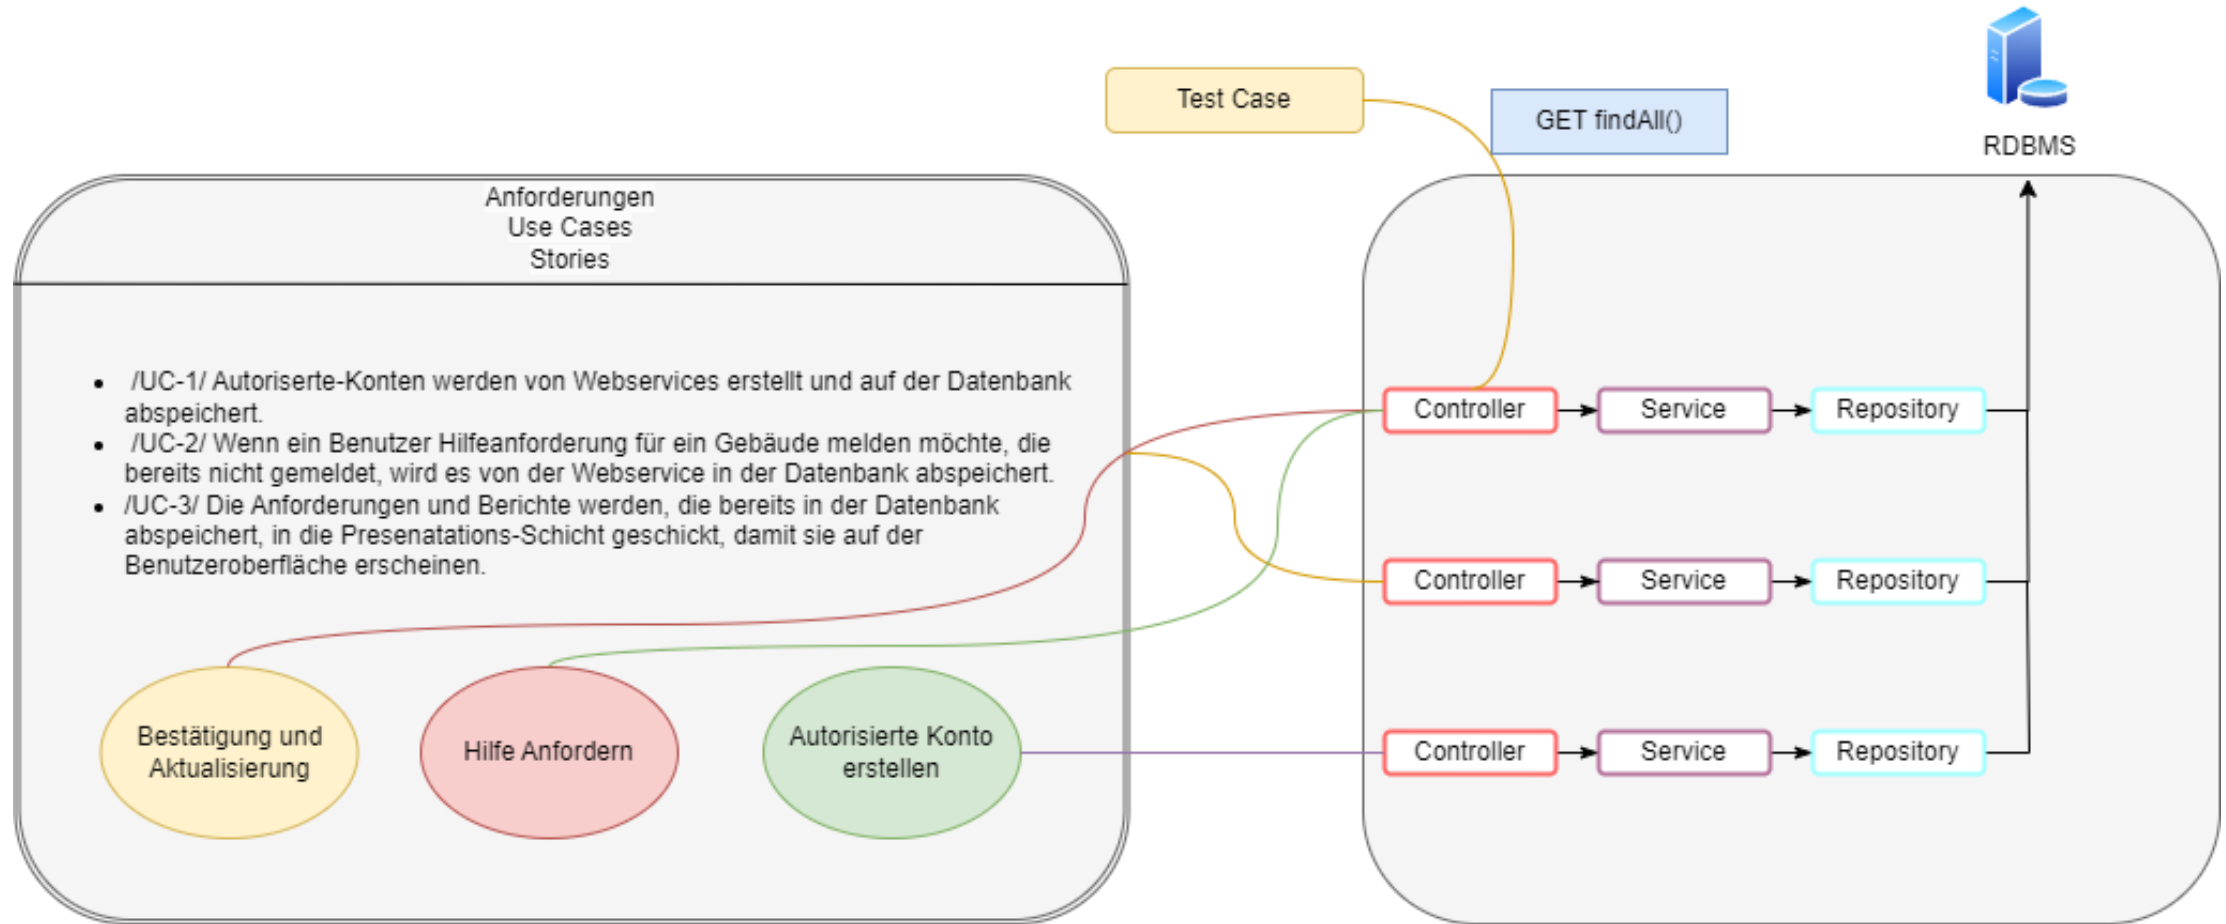 Test Case
GET findAll()
RDBMS
Anforderungen
Use Cases
Stories
/UC-1/ Autoriserte-Konten werden von Webservices erstellt und auf der Datenbank
abspeichert.
/UC-2/ Wenn ein Benutzer Hilfeanforderung für ein Gebäude melden möchte, die
bereits nicht gemeldet, wird es von der Webservice in der Datenbank abspeichert.
/UC-3/ Die Anforderungen und Berichte werden, die bereits in der Datenbank
abspeichert, in die Presenatations-Schicht geschickt, damit sie auf der
Benutzeroberfläche erscheinen.
Bestätigung und
Aktualisierung
Hilfe Anfordern
Autorisierte Konto
erstellen
Controller
Service
Repository
Controller
Service
Repository
Controller
Service
Repository